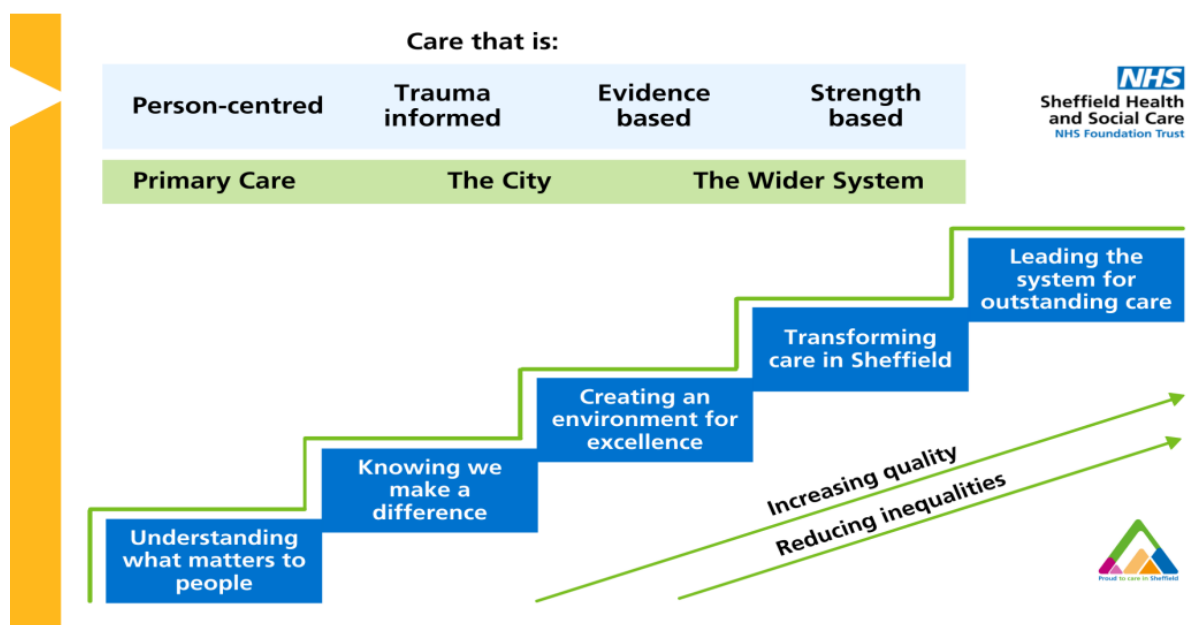 Care that is:
Person-centred
Trauma
informed
Evidence
based
Strength
based
NHS
Sheffield Health
and Social Care
NHS Foundation Trust
Primary Care
The City
The Wider System
Leading the
system for
outstanding care
Transforming
care in Sheffield
Creating an
environment for
excellence
Knowing we
make a
difference
Understanding
what matters to
people
Increasing quality
Reducing inequalities
Proud to care in Sheffield